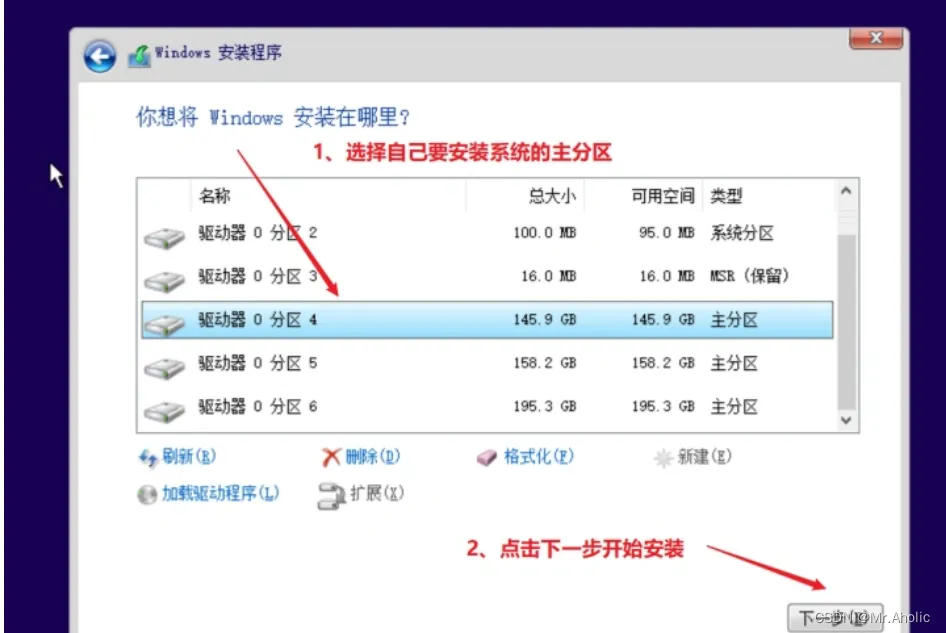 Windows 安装程序
你想将 Windows 安装在哪里?
1、选择自己要安装系统的主分区
名称 总大小 可用空间 类型
驱动器 0 分区 2 100.0 MB 95.0 MB 系统分区
驱动器 0 分区 3 16.0 MB 16.0 MB MSR (保留)
驱动器 0 分区 4 145.9 GB 145.9 GB 主分区
驱动器 0 分区 5 158.2 GB 158.2 GB 主分区
驱动器 0 分区 6 195.3 GB 195.3 GB 主分区
刷新(R) 删除(D) 格式化(F) 新建(E)
加载驱动程序(L) 扩展(X)
2、点击下一步开始安装
下一步(N)
CSDN @Mr.Aholic